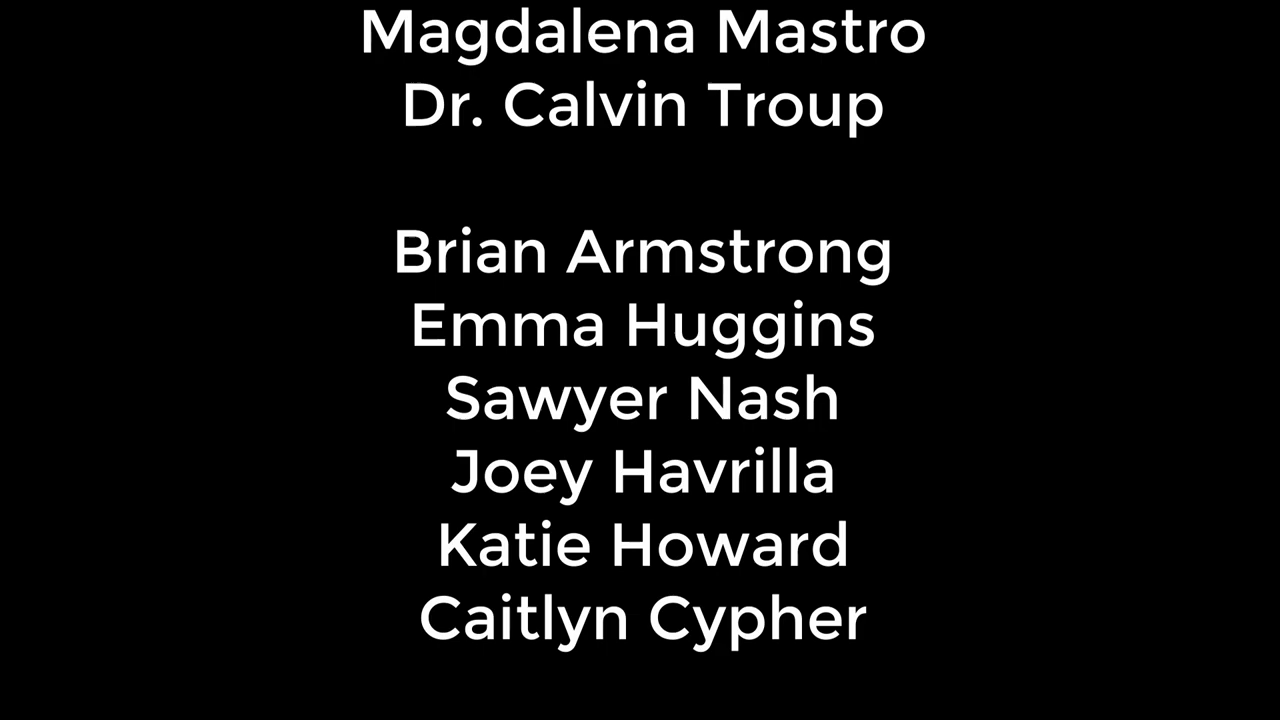 Magdalena Mastro
Dr. Calvin Troup
Brian Armstrong
Emma Huggins
Sawyer Nash
Joey Havrilla
Katie Howard
Caitlyn Cypher